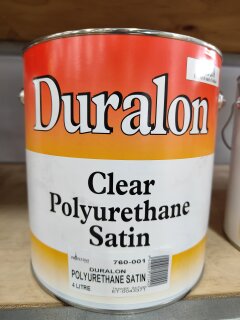 Duralon
Clear
Polyurethane
Satin
760-001
DURALON
POLYURETHANE SATIN
4 LITRE